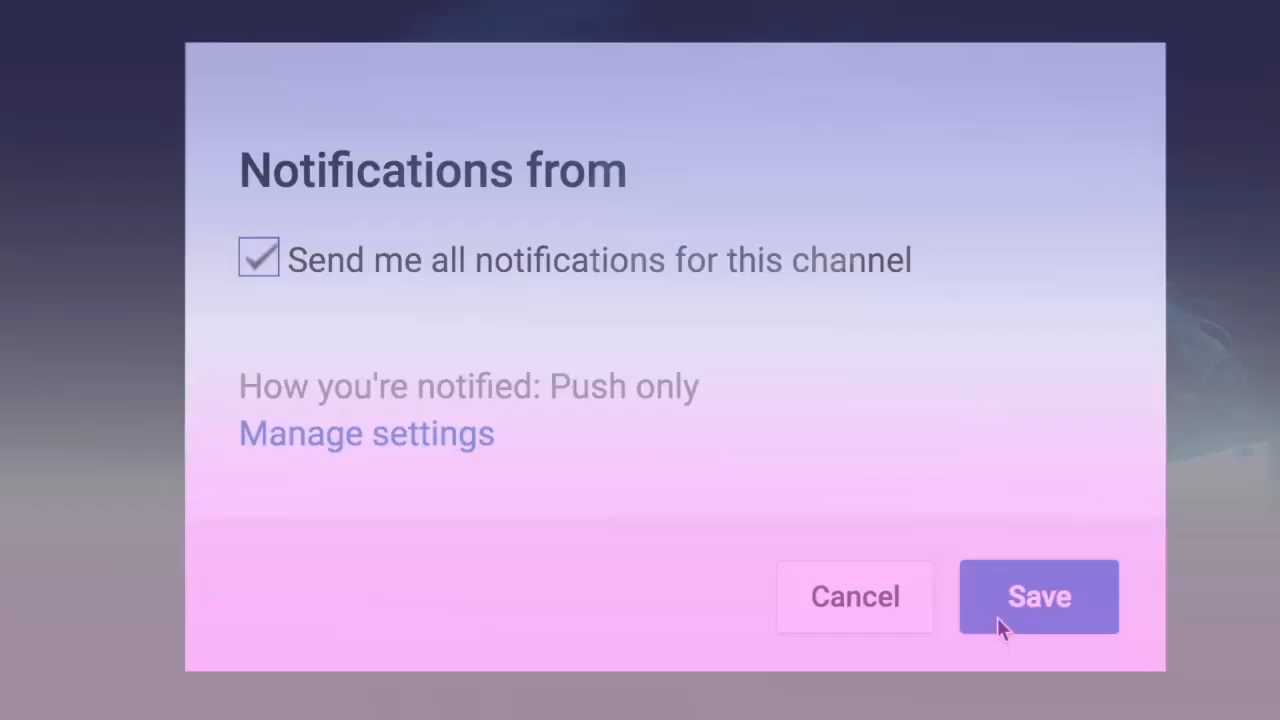 Notifications from
Send me all notifications for this channel
How you're notified: Push only
Manage settings
Cancel
Save